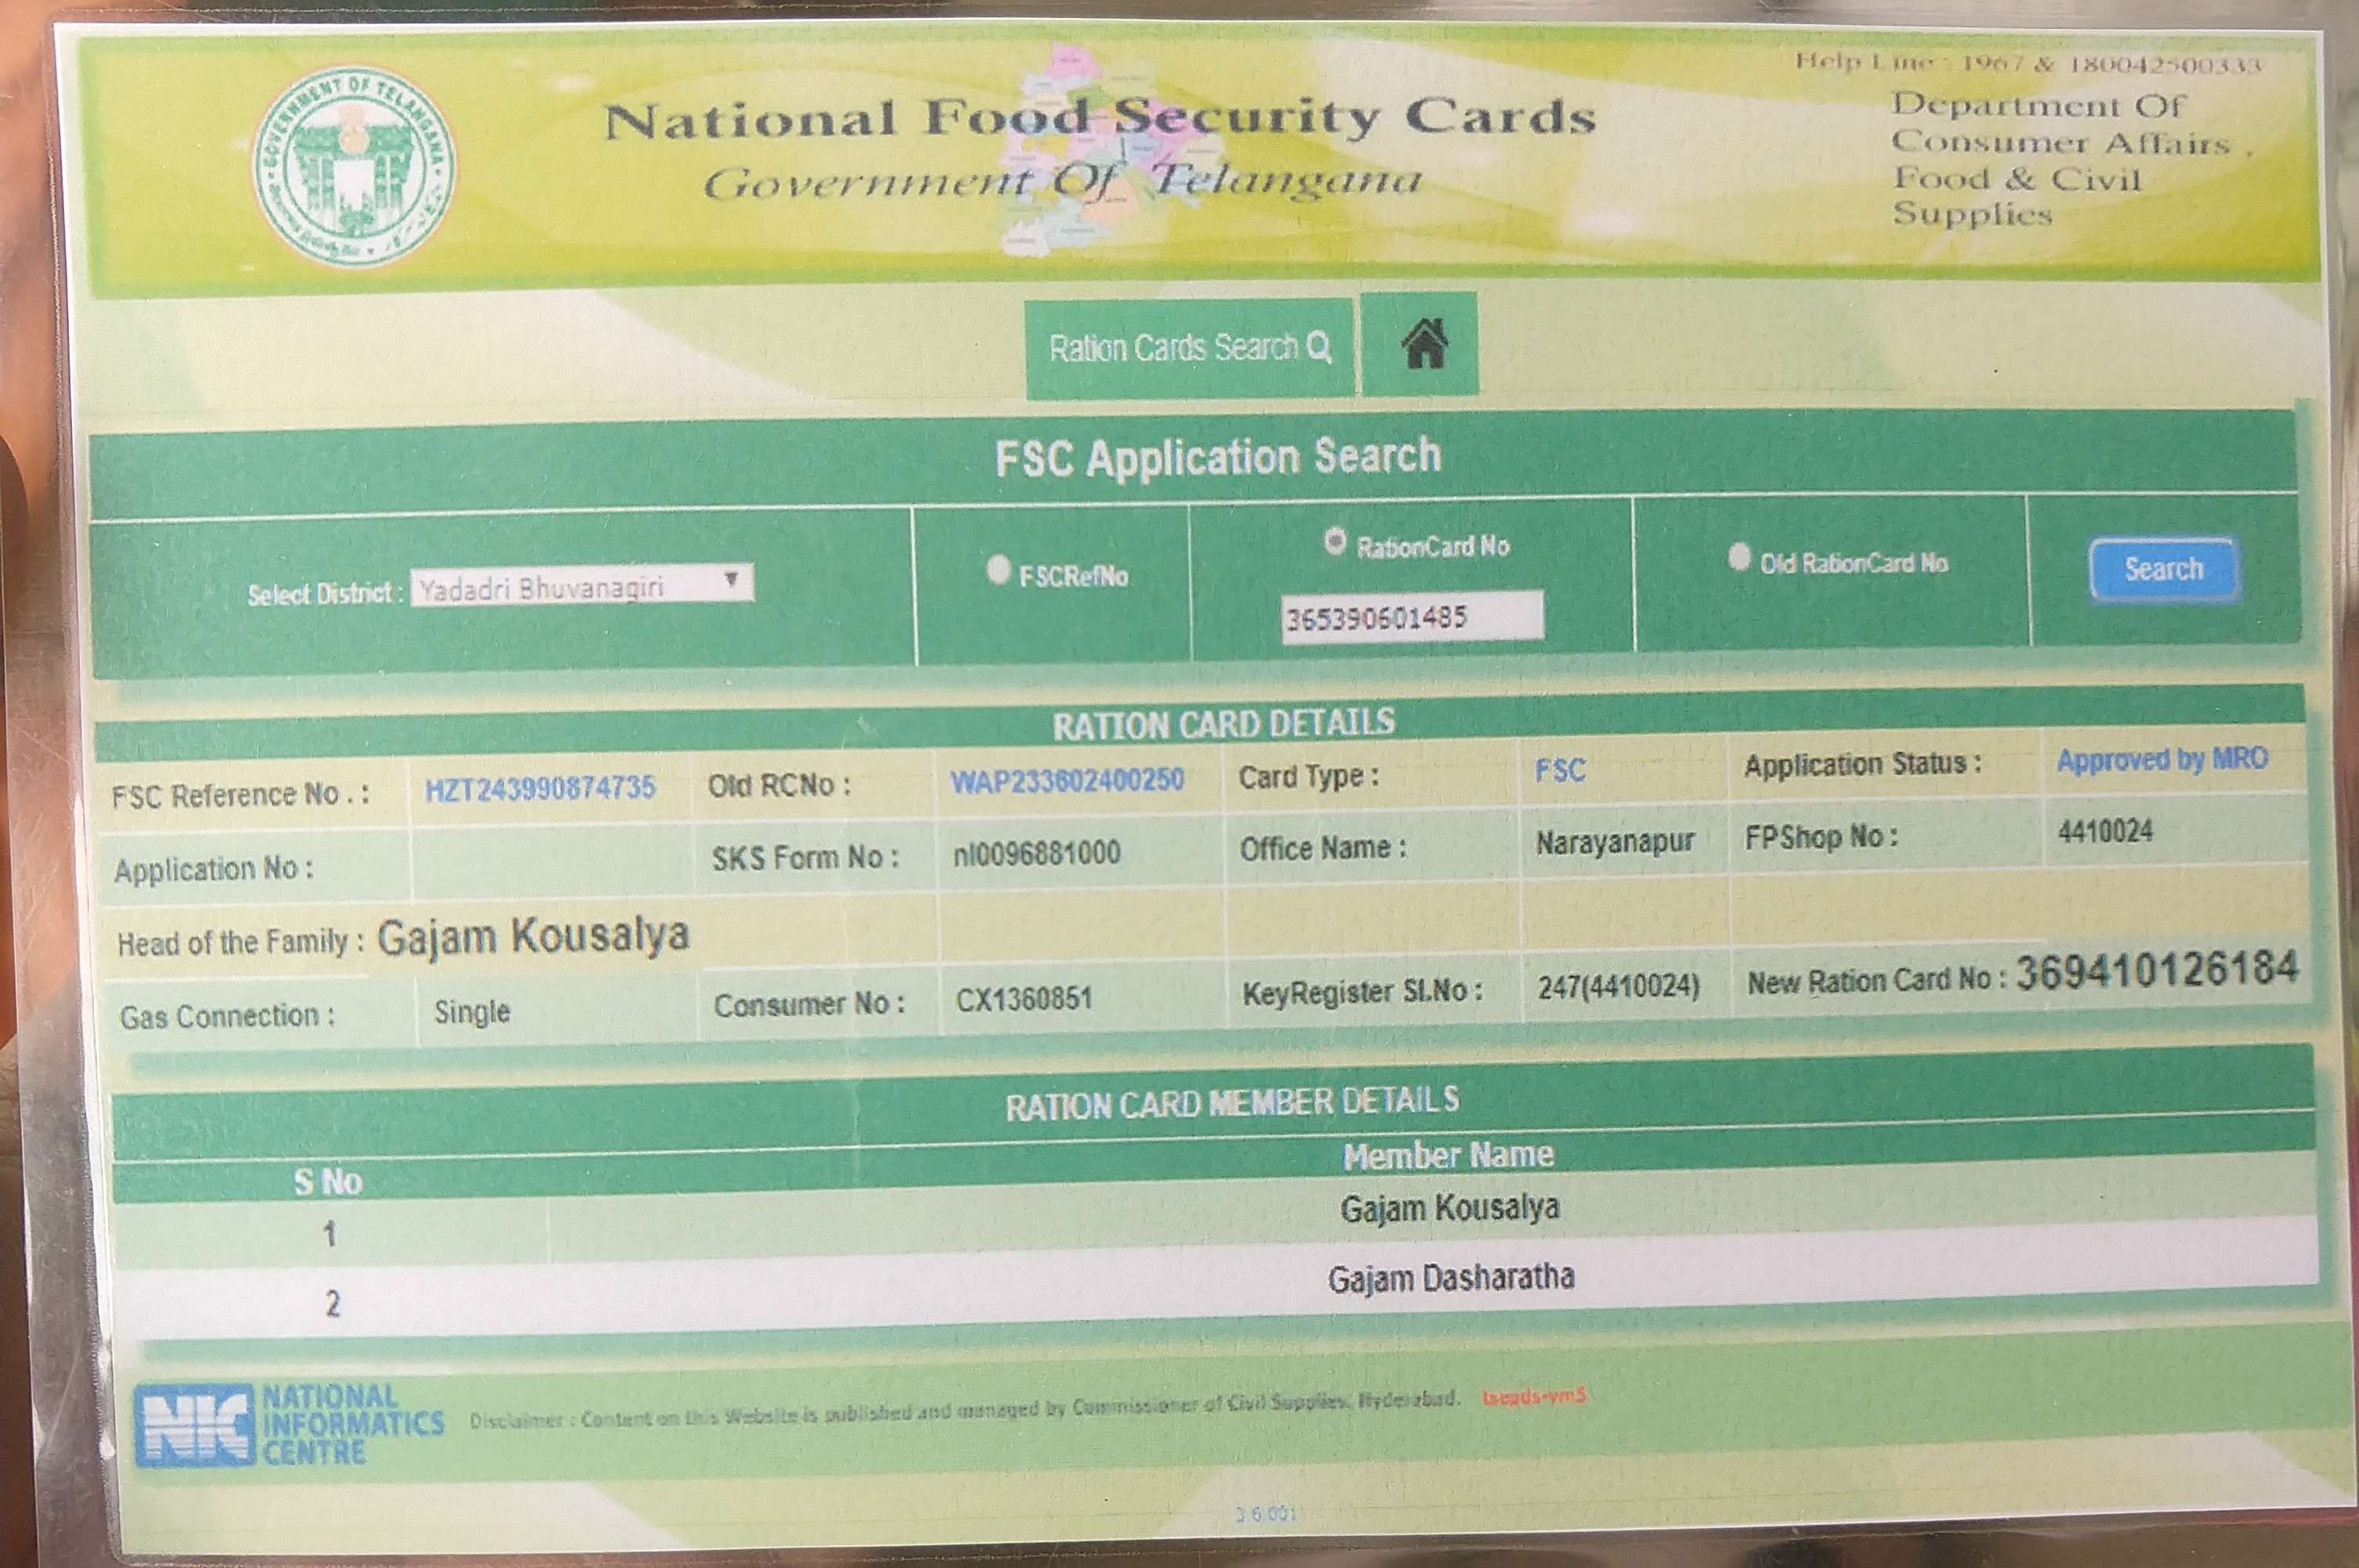 Help Line : 1967 & 180042500333
GOVERNMENT OF TELANGANA
National Food Security Cards
Government Of Telangana
Department Of
Consumer Affairs ,
Food & Civil
Supplies
Ration Cards Search
FSC Application Search
Select District : Yadadri Bhuvanagiri
FSCRefNo
RationCard No
365390601485
Old RationCard No
Search
RATION CARD DETAILS
FSC Reference No . : HZT243990874735 Old RCNo : WAP233602400250 Card Type : FSC Application Status : Approved by MRO
Application No : SKS Form No : nl0096881000 Office Name : Narayanapur FPShop No : 4410024
Head of the Family : Gajam Kousalya
Gas Connection : Single Consumer No : CX1360851 KeyRegister Sl.No : 247(4410024) New Ration Card No : 369410126184
RATION CARD MEMBER DETAILS
S No Member Name
1 Gajam Kousalya
2 Gajam Dasharatha
NIC
NATIONAL
INFORMATICS
CENTRE
Disclaimer : Content on this Website is published and managed by Commissioner of Civil Supplies, Hyderabad. tsepds-vm5